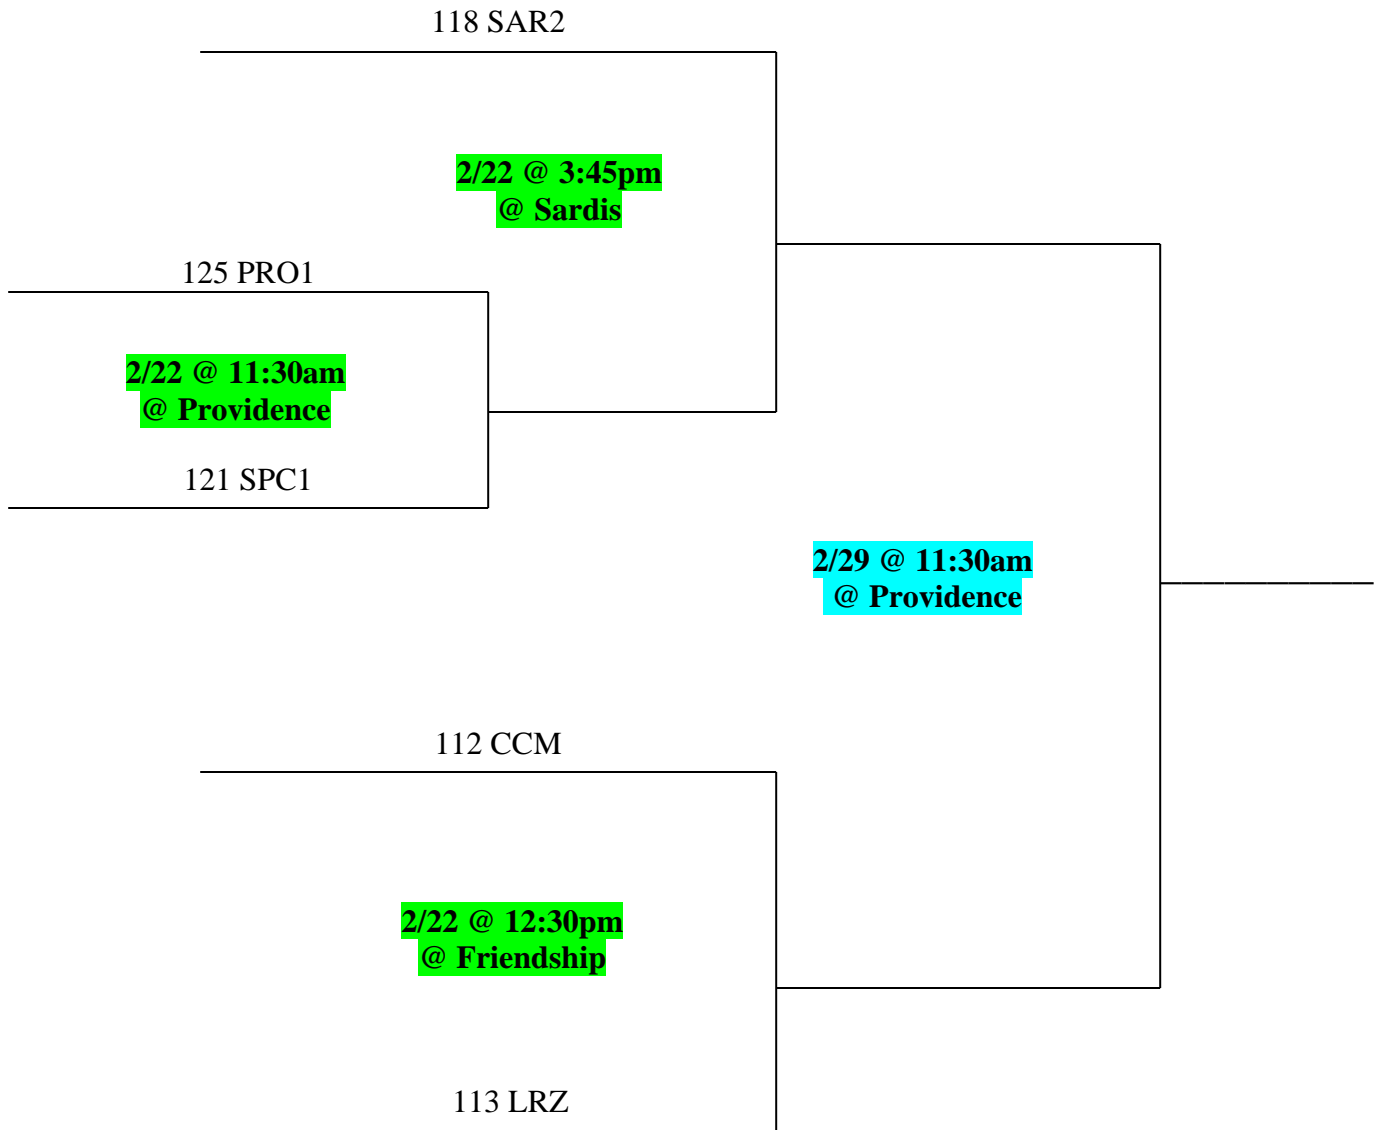 118 SAR2
2/22 @ 3:45pm
@ Sardis
125 PRO1
2/22 @ 11:30am
@ Providence
121 SPC1
2/29 @ 11:30am
@ Providence
112 CCM
2/22 @ 12:30pm
@ Friendship
113 LRZ